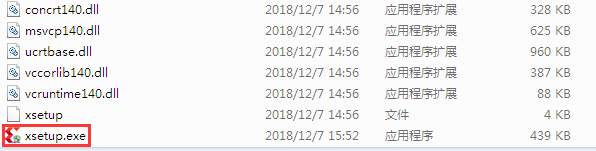 concrt140.dll 2018/12/7 14:56 应用程序扩展 328 KB
msvcp140.dll 2018/12/7 14:56 应用程序扩展 625 KB
ucrtbase.dll 2018/12/7 14:56 应用程序扩展 960 KB
vccorlib140.dll 2018/12/7 14:56 应用程序扩展 387 KB
vcruntime140.dll 2018/12/7 14:56 应用程序扩展 88 KB
xsetup 2018/12/7 14:56 文件 4 KB
xsetup.exe 2018/12/7 15:52 应用程序 439 KB